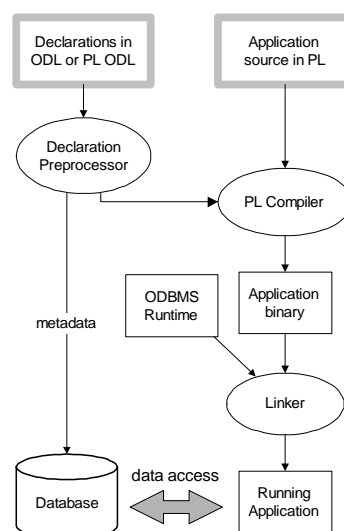 Declarations in
ODL or PL ODL
Application
source in PL
Declaration
Preprocessor
PL Compiler
metadata
ODBMS
Runtime
Application
binary
Linker
data access
Database
Running
Application